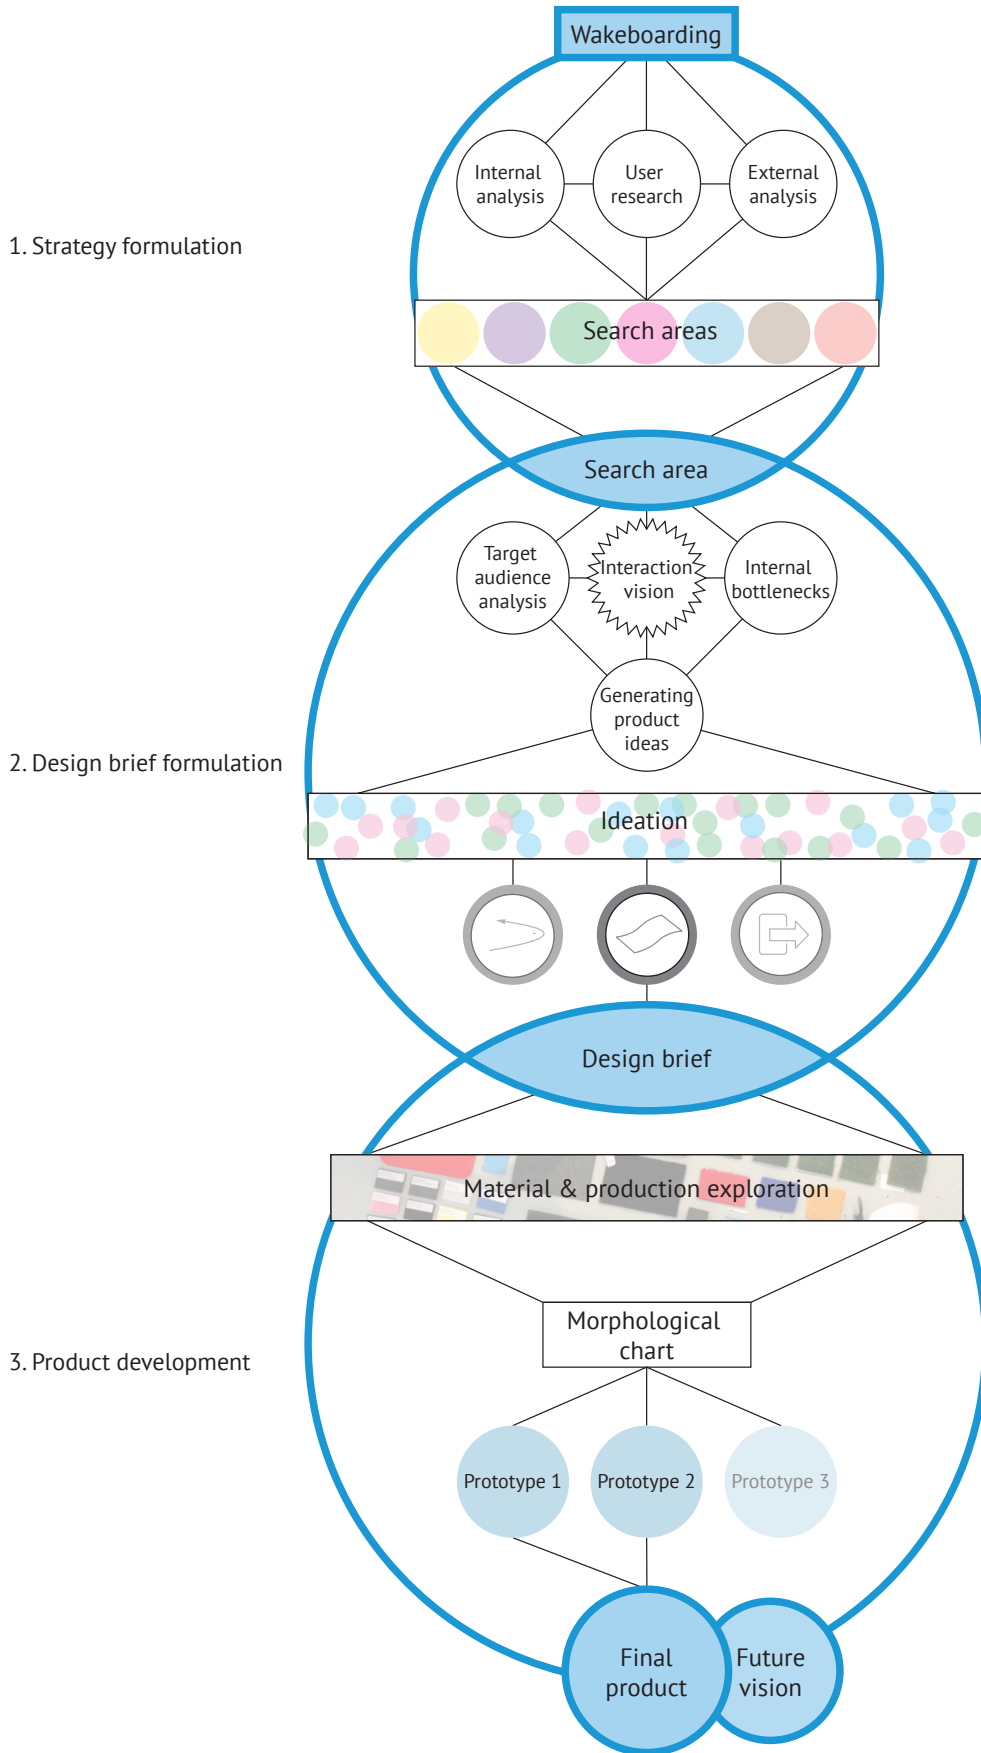 Wakeboarding
Internal
analysis
User
research
External
analysis
1. Strategy formulation
Search areas
Search area
Target
audience
analysis
Interaction
vision
Internal
bottlenecks
Generating
product
ideas
2. Design brief formulation
Ideation
Design brief
Material & production exploration
Morphological
chart
3. Product development
Prototype 1
Prototype 2
Prototype 3
Final
product
Future
vision